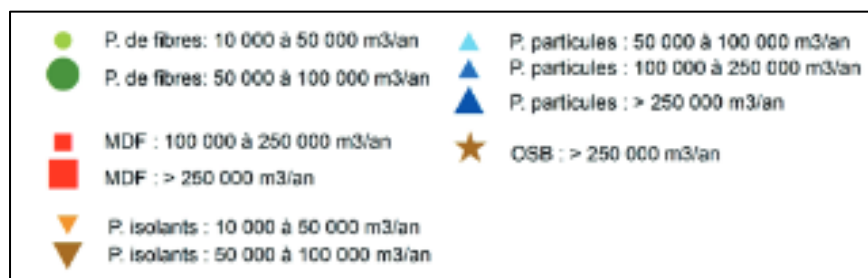 P. de fibres: 10 000 à 50 000 m3/an
P. de fibres: 50 000 à 100 000 m3/an
MDF : 100 000 à 250 000 m3/an
MDF : > 250 000 m3/an
P. isolants : 10 000 à 50 000 m3/an
P. isolants : 50 000 à 100 000 m3/an
P. particules : 50 000 à 100 000 m3/an
P. particules : 100 000 à 250 000 m3/an
P. particules : > 250 000 m3/an
OSB : > 250 000 m3/an